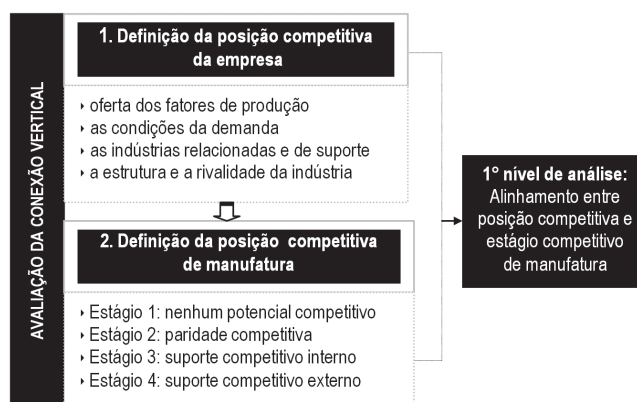 AVALIAÇÃO DA CONEXÃO VERTICAL
1. Definição da posição competitiva
da empresa
‣ oferta dos fatores de produção
‣ as condições da demanda
‣ as indústrias relacionadas e de suporte
‣ a estrutura e a rivalidade da indústria
2. Definição da posição competitiva
de manufatura
‣ Estágio 1: nenhum potencial competitivo
‣ Estágio 2: paridade competitiva
‣ Estágio 3: suporte competitivo interno
‣ Estágio 4: suporte competitivo externo
1° nível de análise:
Alinhamento entre
posição competitiva e
estágio competitivo
de manufatura